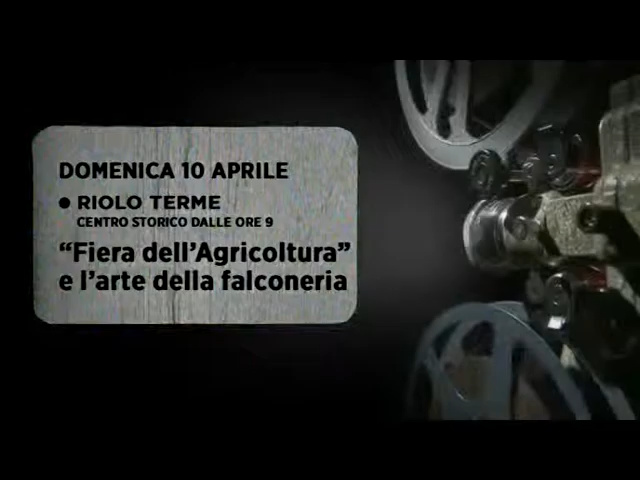 DOMENICA 10 APRILE
● RIOLO TERME
CENTRO STORICO DALLE ORE 9
“Fiera dell’Agricoltura”
e l’arte della falconeria